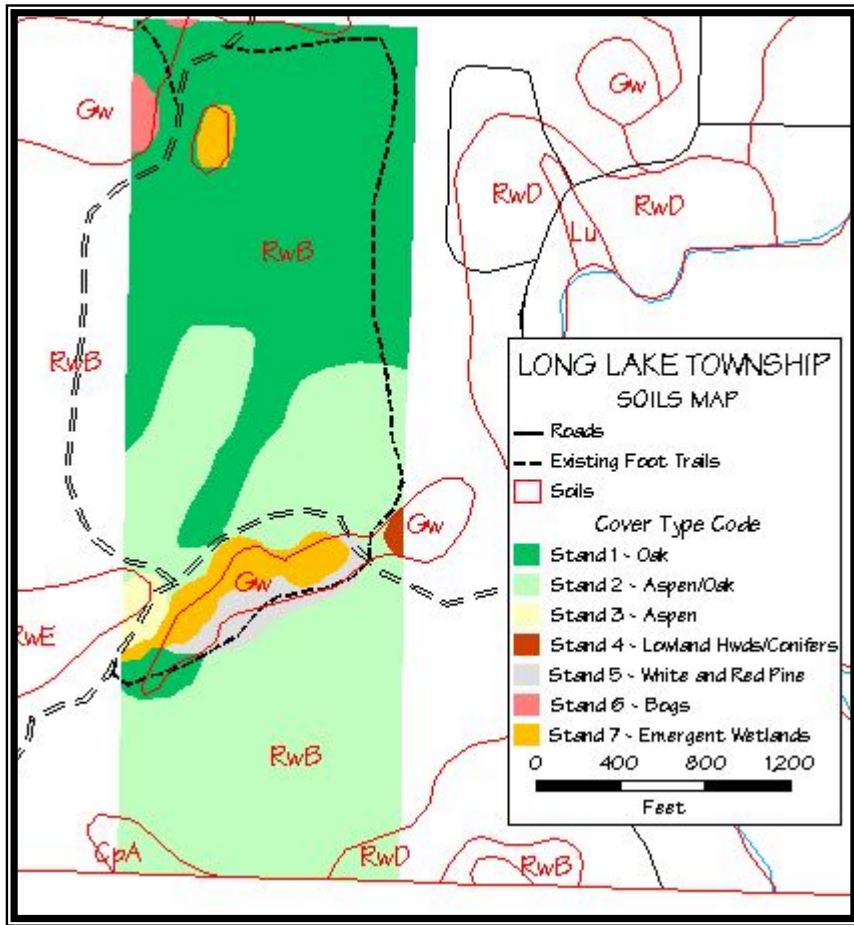 Gw
Gw
RwD
RwD
Lu
RwB
RwB
LONG LAKE TOWNSHIP
SOILS MAP
Roads
Existing Foot Trails
Soils
Cover Type Code
Stand 1 - Oak
Stand 2 - Aspen/Oak
Stand 3 - Aspen
Stand 4 - Lowland Hwds/Conifers
Stand 5 - White and Red Pine
Stand 6 - Bogs
Stand 7 - Emergent Wetlands
0 400 800 1,200
Feet
Gw
Gw
RwE
RwB
CpA
RwD
RwB